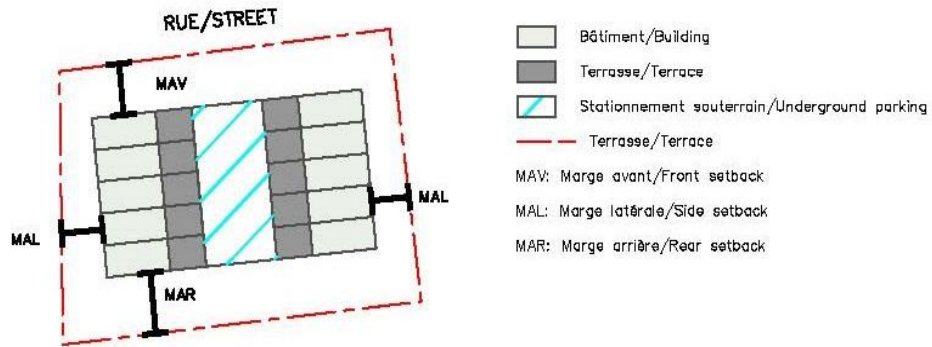 RUE/STREET
MAV
MAL
MAL
MAR
Bâtiment/Building
Terrasse/Terrace
Stationnement souterrain/Underground parking
Terrasse/Terrace
MAV: Marge avant/Front setback
MAL: Marge latérale/Side setback
MAR: Marge arrière/Rear setback